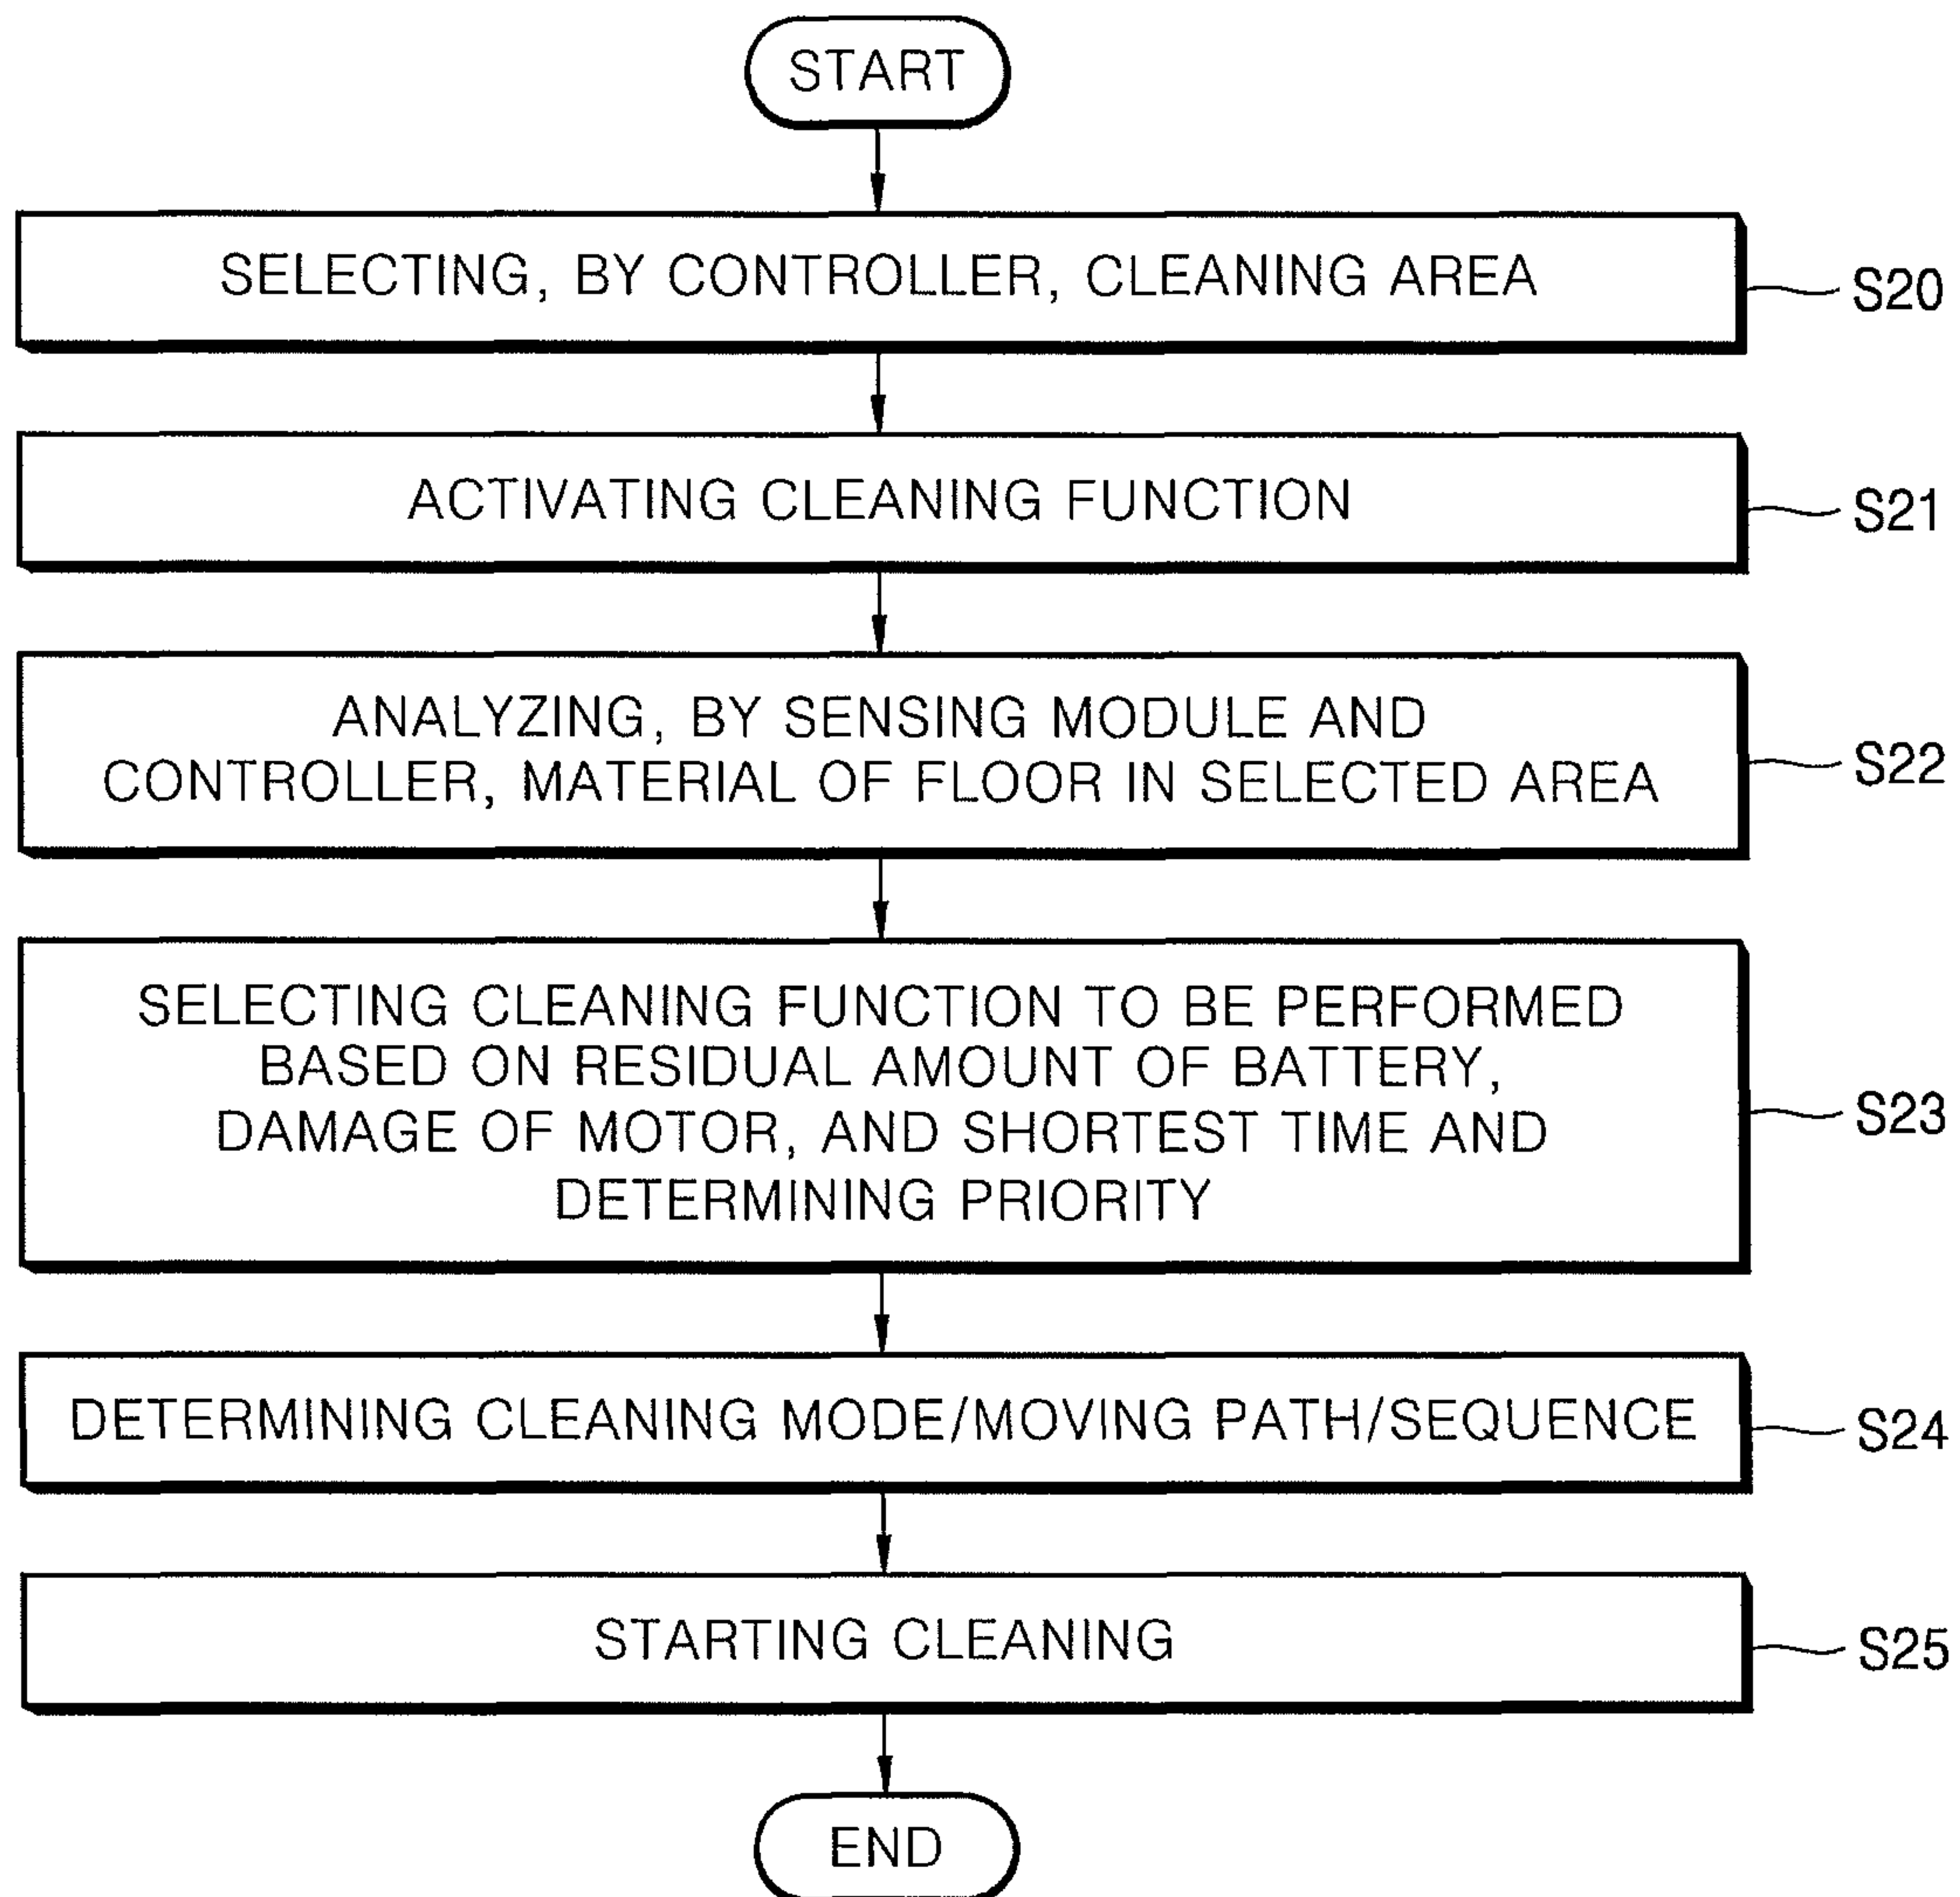 START
SELECTING, BY CONTROLLER, CLEANING AREA
S20
ACTIVATING CLEANING FUNCTION
S21
ANALYZING, BY SENSING MODULE AND
CONTROLLER, MATERIAL OF FLOOR IN SELECTED AREA
S22
SELECTING CLEANING FUNCTION TO BE PERFORMED
BASED ON RESIDUAL AMOUNT OF BATTERY,
DAMAGE OF MOTOR, AND SHORTEST TIME AND
DETERMINING PRIORITY
S23
DETERMINING CLEANING MODE/MOVING PATH/SEQUENCE
S24
STARTING CLEANING
S25
END